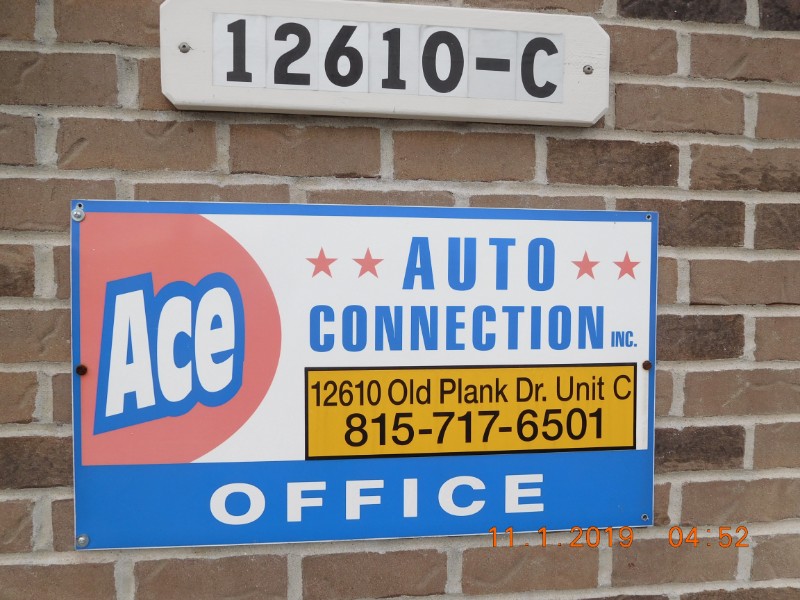 12610-C
Ace
AUTO
CONNECTION INC.
12610 Old Plank Dr. Unit C
815-717-6501
OFFICE
11.1.2019 04:52